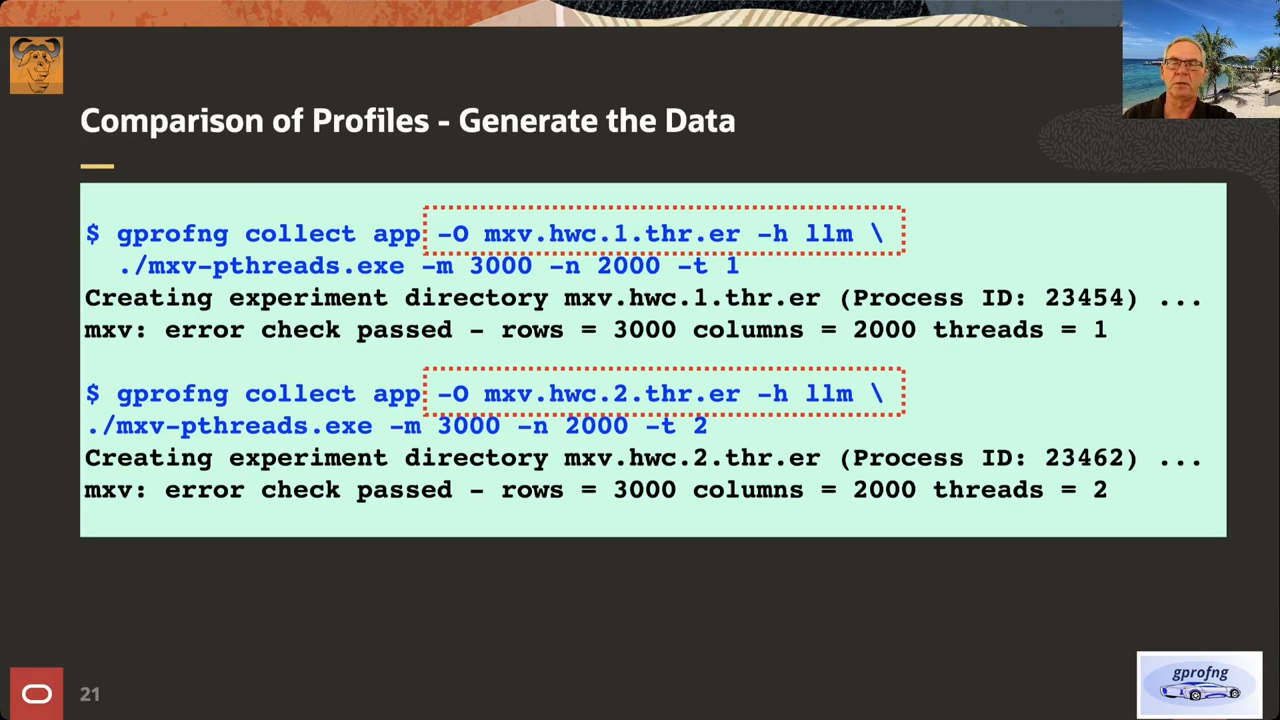 Comparison of Profiles - Generate the Data
$ gprofng collect app -O mxv.hwc.1.thr.er -h llm \
./mxv-pthreads.exe -m 3000 -n 2000 -t 1
Creating experiment directory mxv.hwc.1.thr.er (Process ID: 23454) ...
mxv: error check passed - rows = 3000 columns = 2000 threads = 1
$ gprofng collect app -O mxv.hwc.2.thr.er -h llm \
./mxv-pthreads.exe -m 3000 -n 2000 -t 2
Creating experiment directory mxv.hwc.2.thr.er (Process ID: 23462) ...
mxv: error check passed - rows = 3000 columns = 2000 threads = 2
21
gprofng